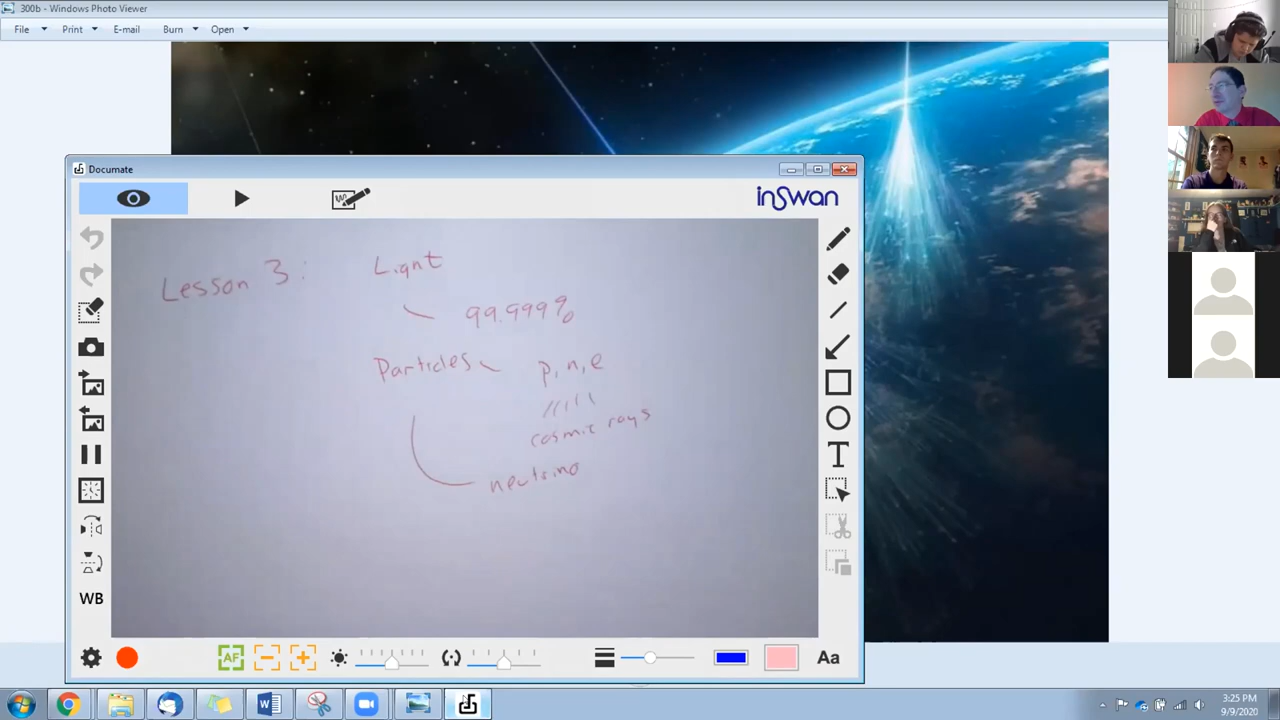 300b - Windows Photo Viewer
File Print E-mail Burn Open
Documate
inSwan
Lesson 3: Light
99.999%
Particles p, n, e
cosmic rays
neutrino
T
WB
AF
Aa
W
3:25 PM
9/9/2020